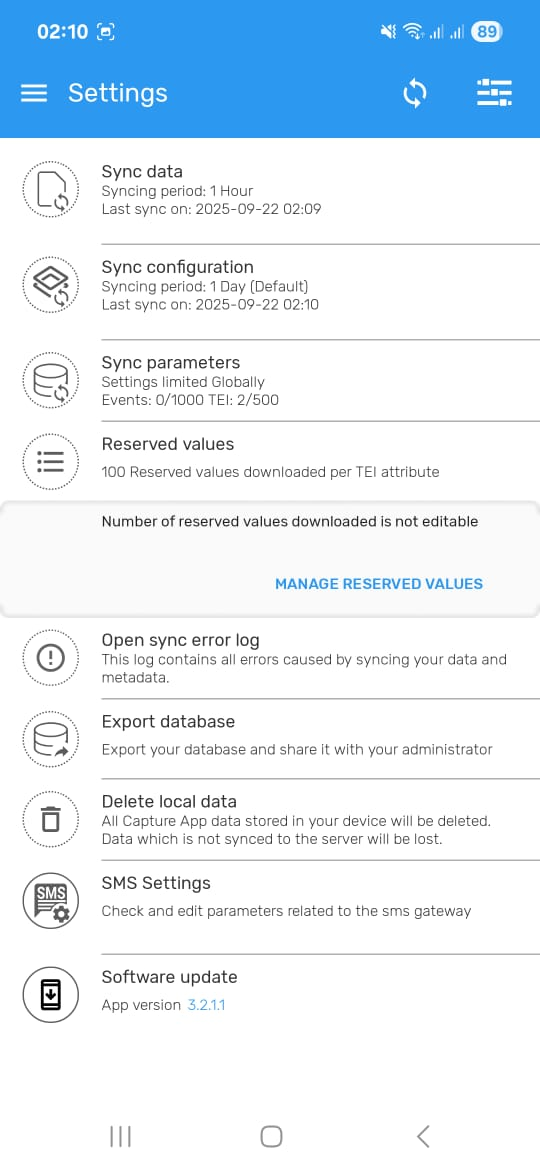 02:10
89
Settings
Sync data
Syncing period: 1 Hour
Last sync on: 2025-09-22 02:09
Sync configuration
Syncing period: 1 Day (Default)
Last sync on: 2025-09-22 02:10
Sync parameters
Settings limited Globally
Events: 0/1000 TEI: 2/500
Reserved values
100 Reserved values downloaded per TEI attribute
Number of reserved values downloaded is not editable
MANAGE RESERVED VALUES
Open sync error log
This log contains all errors caused by syncing your data and
metadata.
Export database
Export your database and share it with your administrator
Delete local data
All Capture App data stored in your device will be deleted.
Data which is not synced to the server will be lost.
SMS
SMS Settings
Check and edit parameters related to the sms gateway
Software update
App version 3.2.1.1